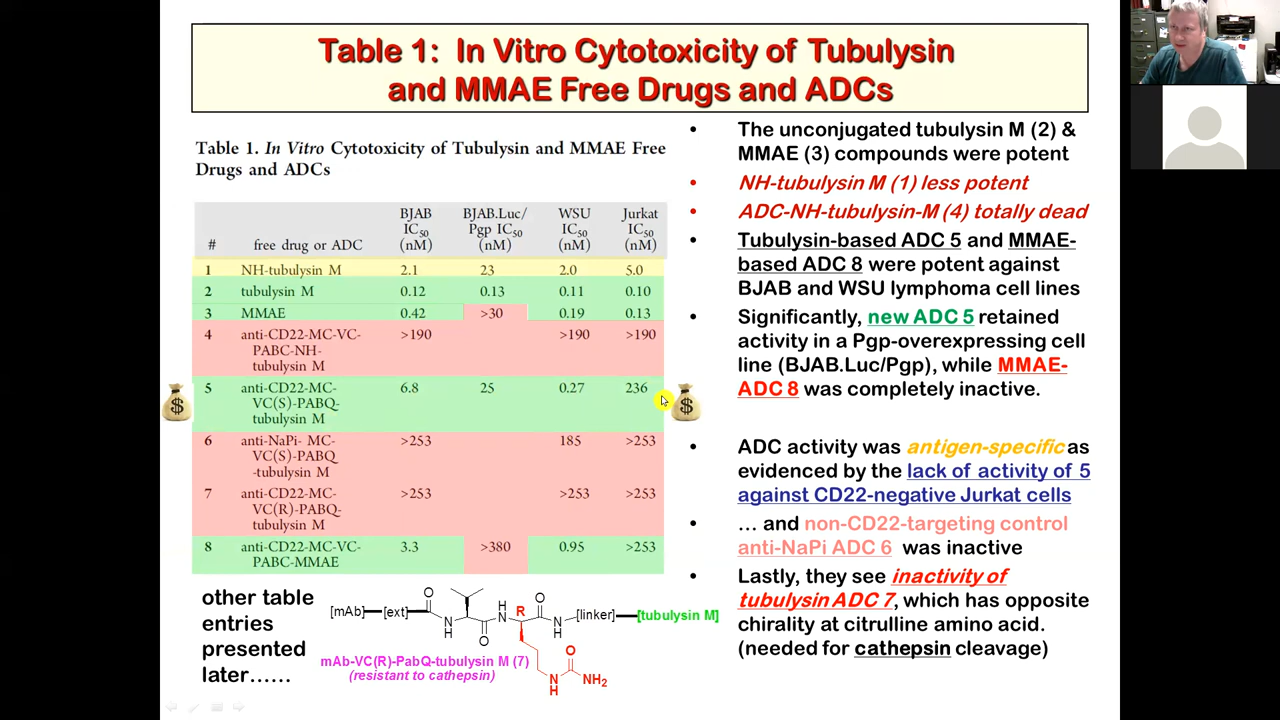 Table 1: In Vitro Cytotoxicity of Tubulysin
and MMAE Free Drugs and ADCs
Table 1. In Vitro Cytotoxicity of Tubulysin and MMAE Free
Drugs and ADCs
# free drug or ADC BJAB IC50 (nM) BJAB.Luc/ Pgp IC50 (nM) WSU IC50 (nM) Jurkat IC50 (nM)
1 NH-tubulysin M 2.1 23 2.0 5.0
2 tubulysin M 0.12 0.13 0.11 0.10
3 MMAE 0.42 >30 0.19 0.13
4 anti-CD22-MC-VC- >190 >190 >190
PABC-NH-
tubulysin M
5 anti-CD22-MC- 6.8 25 0.27 236
VC(S)-PABQ-
tubulysin M
6 anti-NaPi- MC- >253 185 >253
VC(S)-PABQ
-tubulysin M
7 anti-CD22-MC- >253 >253 >253
VC(R)-PABQ-
tubulysin M
8 anti-CD22-MC-VC- 3.3 >380 0.95 >253
PABC-MMAE
other table
entries
presented
later……
[mAb] [ext] O N H H N O R O N H [linker] [tubulysin M]
O
N H O NH2
mAb-VC(R)-PabQ-tubulysin M (7)
(resistant to cathepsin)
• The unconjugated tubulysin M (2) &
MMAE (3) compounds were potent
• NH-tubulysin M (1) less potent
• ADC-NH-tubulysin-M (4) totally dead
• Tubulysin-based ADC 5 and MMAE-
based ADC 8 were potent against
BJAB and WSU lymphoma cell lines
• Significantly, new ADC 5 retained
activity in a Pgp-overexpressing cell
line (BJAB.Luc/Pgp), while MMAE-
ADC 8 was completely inactive.
• ADC activity was antigen-specific as
evidenced by the lack of activity of 5
against CD22-negative Jurkat cells
• … and non-CD22-targeting control
anti-NaPi ADC 6 was inactive
• Lastly, they see inactivity of
tubulysin ADC 7, which has opposite
chirality at citrulline amino acid.
(needed for cathepsin cleavage)